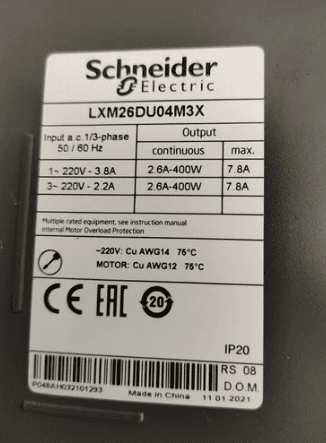 Schneider
Electric
LXM26DU04M3X
Input a.c. 1/3-phase
50 / 60 Hz
Output
continuous max.
1~ 220V - 3.8A 2.6A-400W 7.8A
3~ 220V - 2.2A 2.6A-400W 7.8A
Multiple rated equipment, see instruction manual
Internal Motor Overload Protection
~220V: Cu AWG14 75°C
MOTOR: Cu AWG12 75°C
CE EAC 20
IP20
RS 08
D.O.M.
P048AH032101293
Made in China 11 01 2021